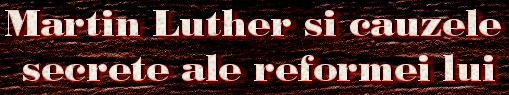 Martin Luther si cauzele
secrete ale reformei lui